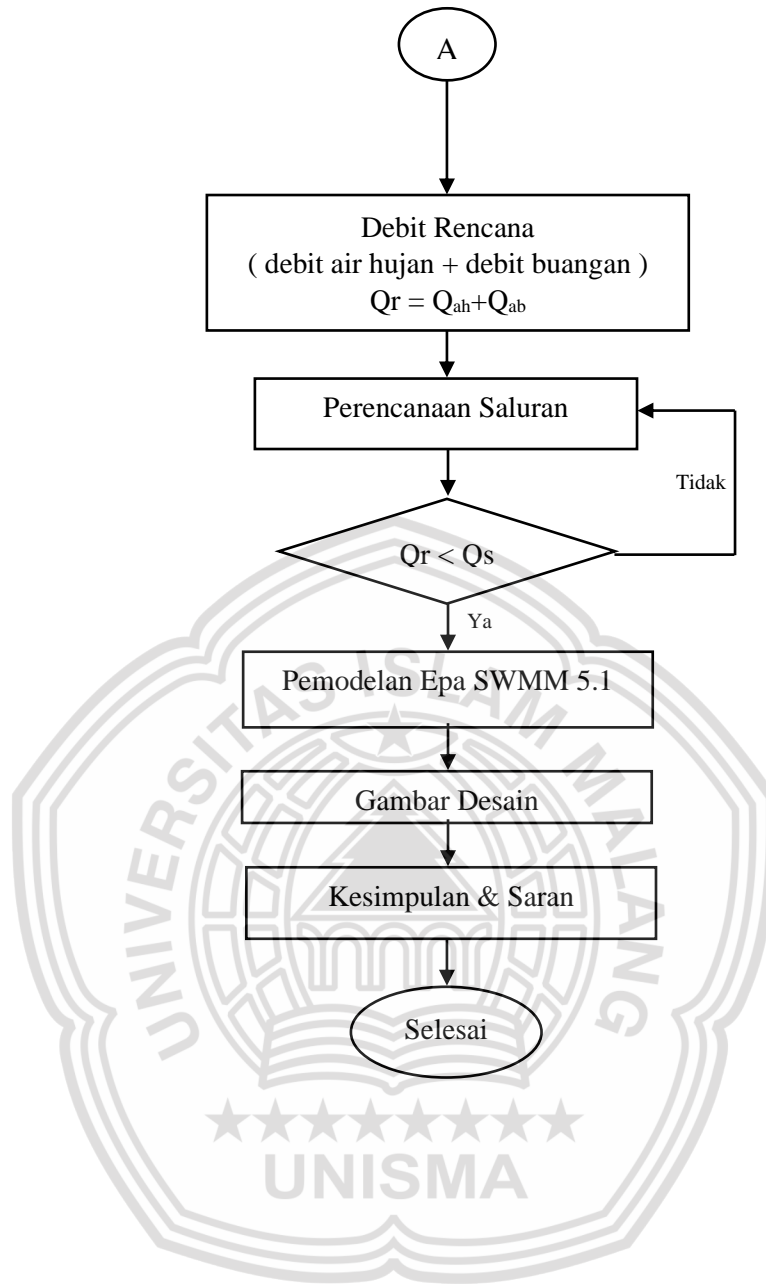 A
Debit Rencana
( debit air hujan + debit buangan )
Qr = Qah+Qab
Perencanaan Saluran
Tidak
Qr < Qs
Ya
Pemodelan Epa SWMM 5.1
Gambar Desain
Kesimpulan & Saran
Selesai
UNIVERSITAS ISLAM MALANG
UNISMA